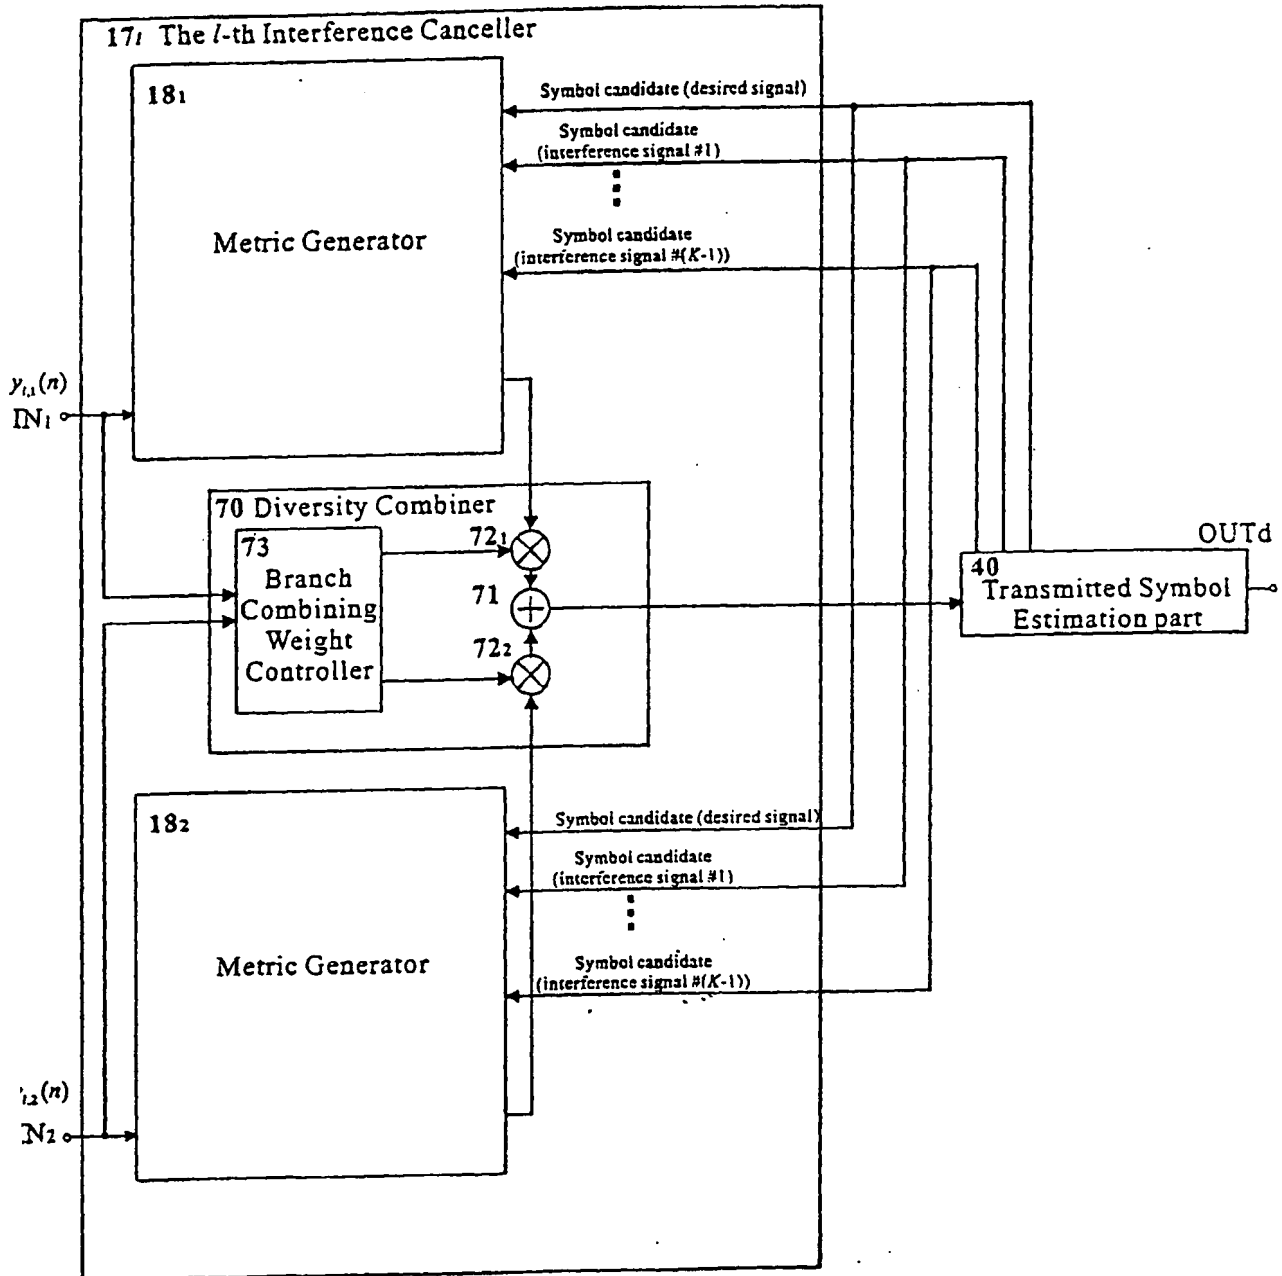 17l The l-th Interference Canceller
181
Metric Generator
Symbol candidate (desired signal)
Symbol candidate
(interference signal #1)
Symbol candidate
(interference signal #(K-1))
yl,1(n)
IN1
70 Diversity Combiner
73
Branch
Combining
Weight
Controller
721
71
722
OUTd
40
Transmitted Symbol
Estimation part
182
Metric Generator
Symbol candidate (desired signal)
Symbol candidate
(interference signal #1)
Symbol candidate
(interference signal #(K-1))
l,2(n)
IN2